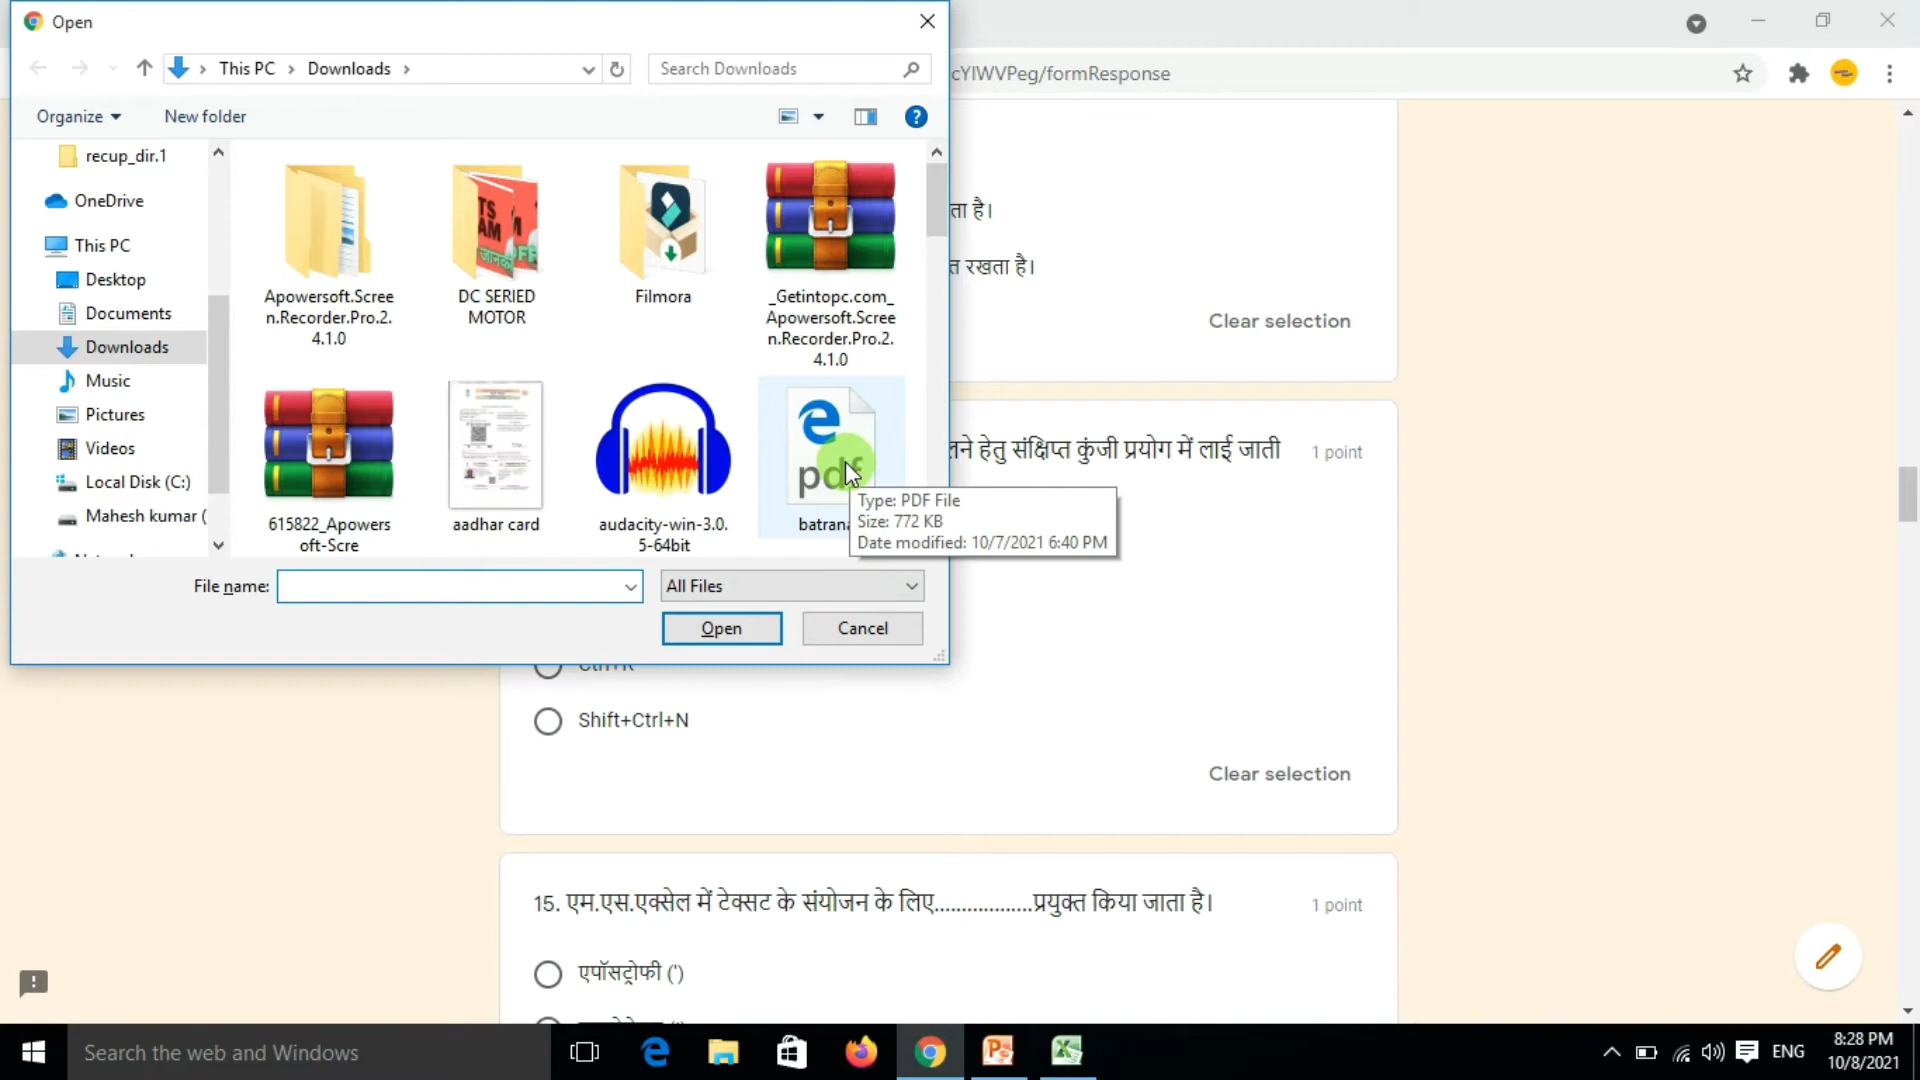 Open
This PC
Downloads
Search Downloads
cYIWVPeg/formResponse
Organize
New folder
recup_dir.1
OneDrive
This PC
Desktop
Documents
Downloads
Music
Pictures
Videos
Local Disk (C:)
Mahesh kumar (
Apowersoft.Scree
n.Recorder.Pro.2.
4.1.0
DC SERIED
MOTOR
Filmora
_Getintopc.com_
Apowersoft.Scree
n.Recorder.Pro.2.
4.1.0
615822_Apowers
oft-Scre
aadhar card
audacity-win-3.0.
5-64bit
pdf
batrana
Type: PDF File
Size: 772 KB
Date modified: 10/7/2021 6:40 PM
File name:
All Files
Open
Cancel
ता है।
त रखता है।
Clear selection
लने हेतु संक्षिप्त कुंजी प्रयोग में लाई जाती
1 point
Shift+Ctrl+N
Clear selection
15. एम.एस.एक्सेल में टेक्सट के संयोजन के लिए..................प्रयुक्त किया जाता है।
1 point
एपॉसट्रोफी (')
Search the web and Windows
ENG
8:28 PM
10/8/2021